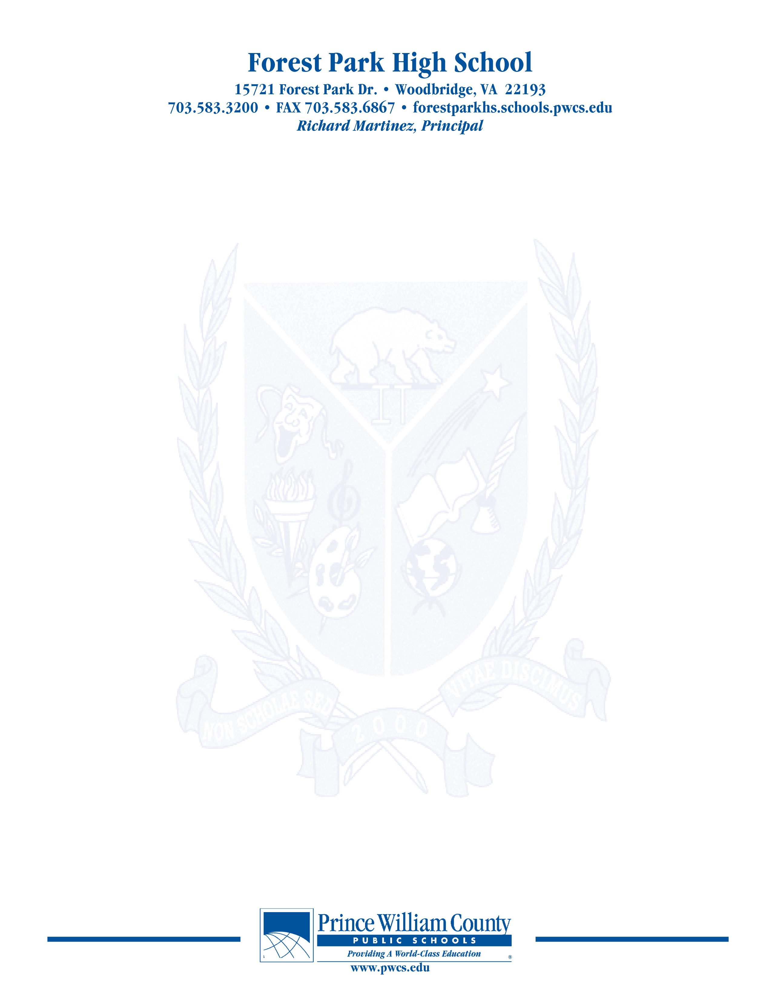 Forest Park High School
15721 Forest Park Dr. • Woodbridge, VA 22193
703.583.3200 • FAX 703.583.6867 • forestparkhs.schools.pwcs.edu
Richard Martinez, Principal
IT
NON SCHOLAE SED
VITAE DISCIMUS
2000
Prince William County
PUBLIC SCHOOLS
Providing A World-Class Education ®
www.pwcs.edu